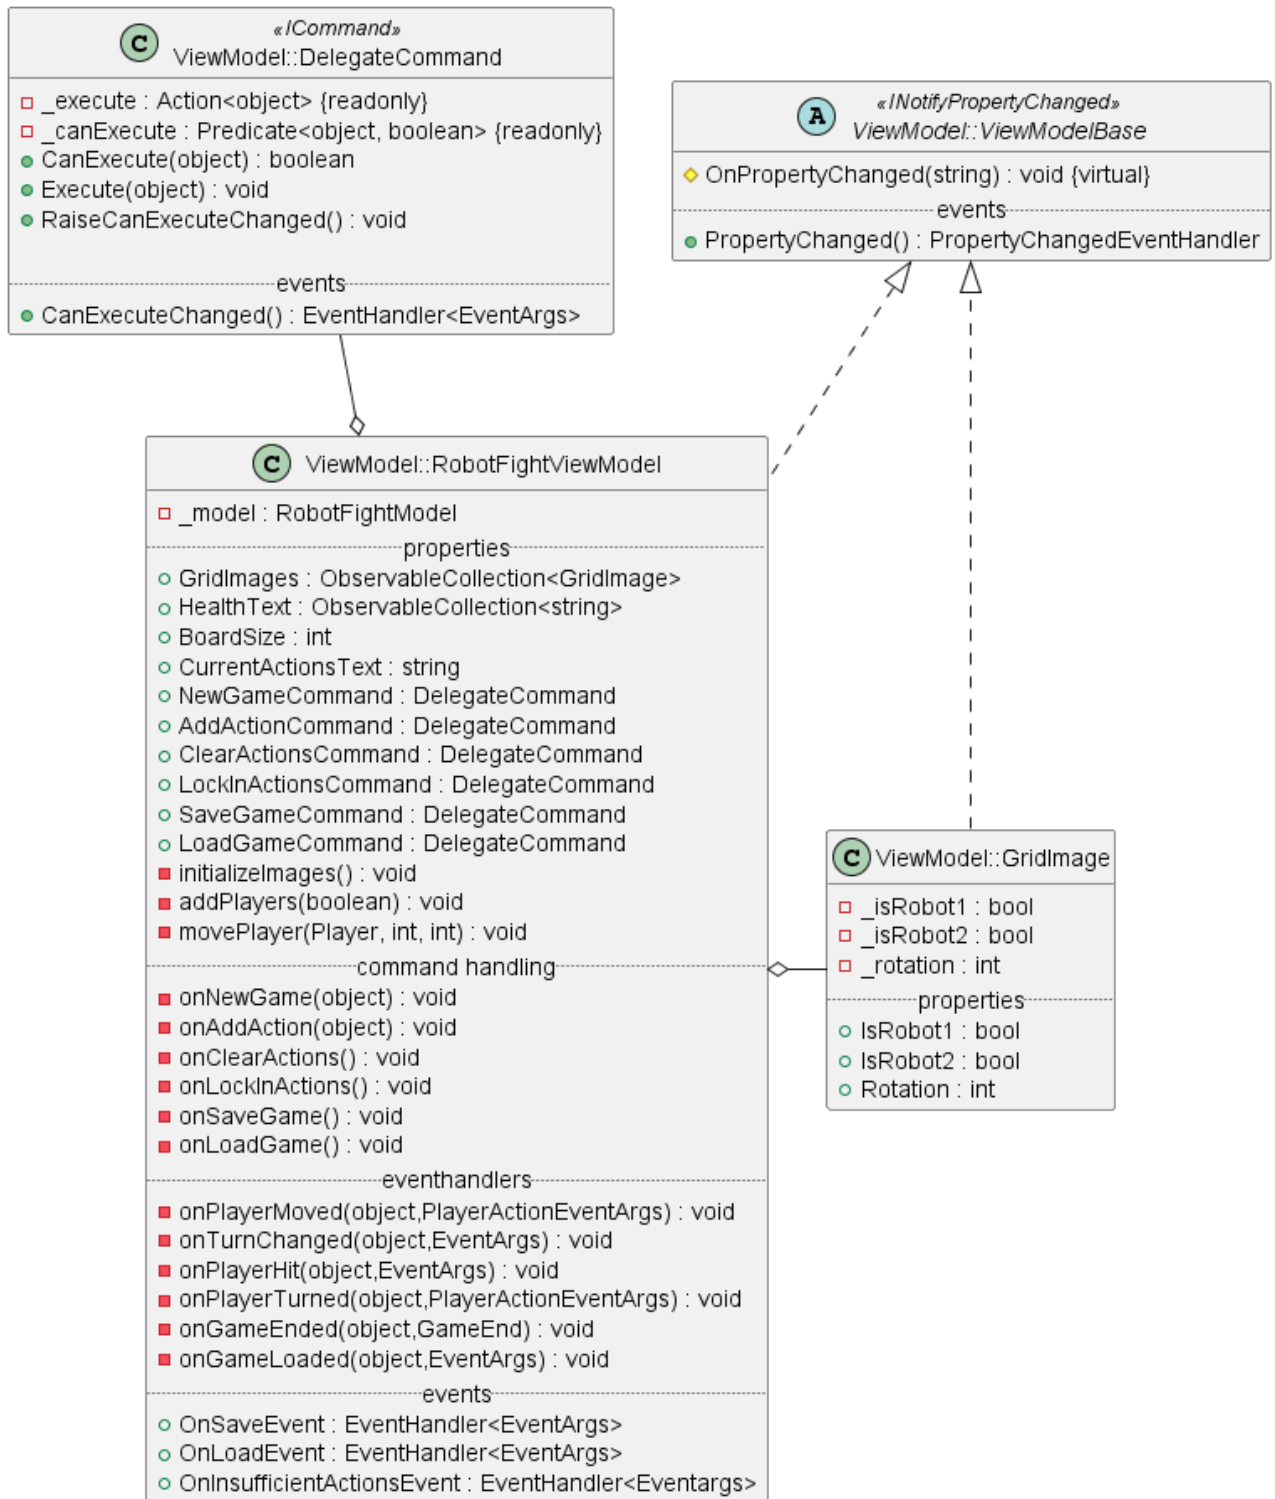 «ICommand»
C
ViewModel::DelegateCommand
_execute : Action<object> {readonly}
_canExecute : Predicate<object, boolean> {readonly}
CanExecute(object) : boolean
Execute(object) : void
RaiseCanExecuteChanged() : void
events
CanExecuteChanged() : EventHandler<EventArgs>
«INotifyPropertyChanged»
A
ViewModel::ViewModelBase
OnPropertyChanged(string) : void {virtual}
events
PropertyChanged() : PropertyChangedEventHandler
C ViewModel::RobotFightViewModel
_model : RobotFightModel
properties
GridImages : ObservableCollection<GridImage>
HealthText : ObservableCollection<string>
BoardSize : int
CurrentActionsText : string
NewGameCommand : DelegateCommand
AddActionCommand : DelegateCommand
ClearActionsCommand : DelegateCommand
LockInActionsCommand : DelegateCommand
SaveGameCommand : DelegateCommand
LoadGameCommand : DelegateCommand
initializeImages() : void
addPlayers(boolean) : void
movePlayer(Player, int, int) : void
command handling
onNewGame(object) : void
onAddAction(object) : void
onClearActions() : void
onLockInActions() : void
onSaveGame() : void
onLoadGame() : void
eventhandlers
onPlayerMoved(object,PlayerActionEventArgs) : void
onTurnChanged(object,EventArgs) : void
onPlayerHit(object,EventArgs) : void
onPlayerTurned(object,PlayerActionEventArgs) : void
onGameEnded(object,GameEnd) : void
onGameLoaded(object,EventArgs) : void
events
OnSaveEvent : EventHandler<EventArgs>
OnLoadEvent : EventHandler<EventArgs>
OnInsufficientActionsEvent : EventHandler<Eventargs>
C ViewModel::GridImage
_isRobot1 : bool
_isRobot2 : bool
_rotation : int
properties
IsRobot1 : bool
IsRobot2 : bool
Rotation : int